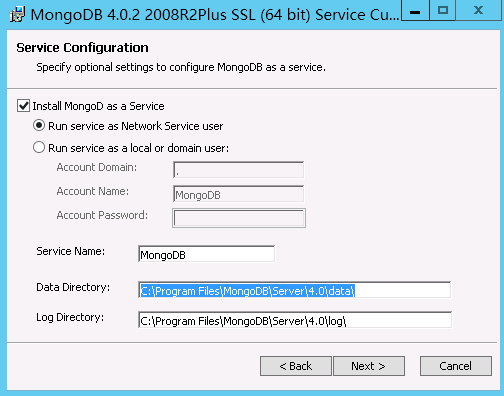 MongoDB 4.0.2 2008R2Plus SSL (64 bit) Service Cu...
Service Configuration
Specify optional settings to configure MongoDB as a service.
Install MongoD as a Service
Run service as Network Service user
Run service as a local or domain user:
Account Domain: .
Account Name: MongoDB
Account Password:
Service Name: MongoDB
Data Directory: C:\Program Files\MongoDB\Server\4.0\data\
Log Directory: C:\Program Files\MongoDB\Server\4.0\log\
< Back Next > Cancel